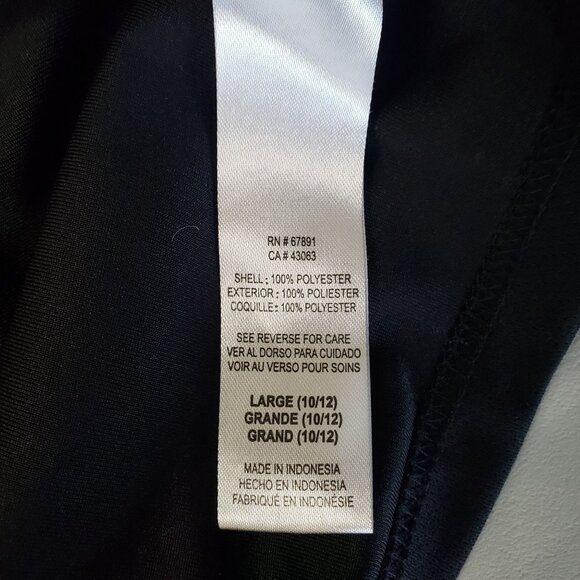 RN # 67891
CA # 43063
SHELL : 100% POLYESTER
EXTERIOR : 100% POLIESTER
COQUILLE : 100% POLYESTER
SEE REVERSE FOR CARE
VER AL DORSO PARA CUIDADO
VOIR AU VERSO POUR SOINS
LARGE (10/12)
GRANDE (10/12)
GRAND (10/12)
MADE IN INDONESIA
HECHO EN INDONESIA
FABRIQUÉ EN INDONÉSIE